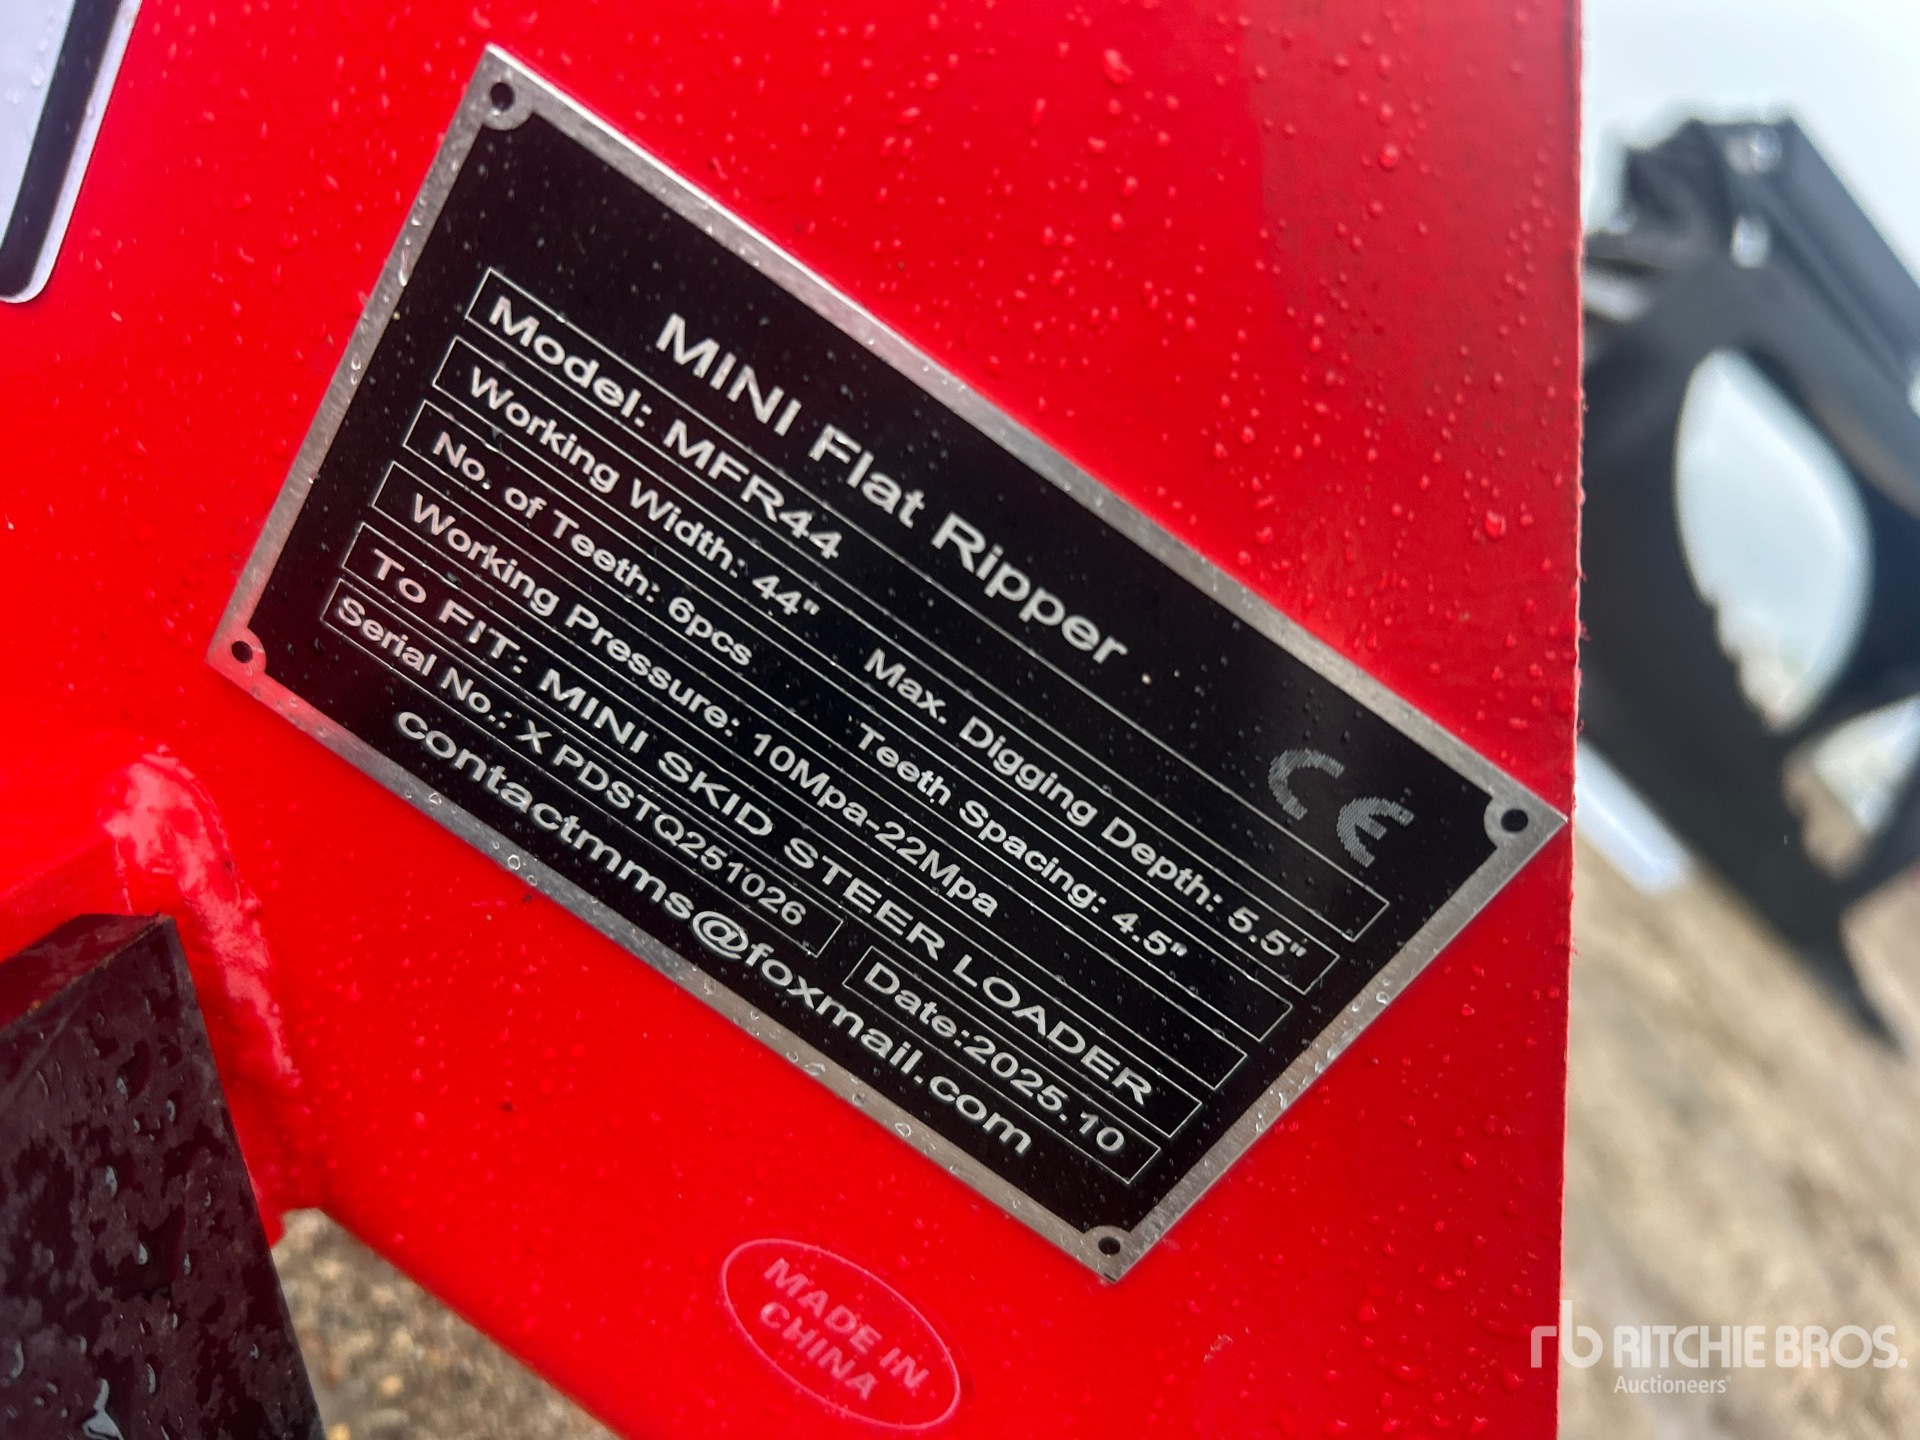 MINI Flat Ripper
Model: MFR44
Working Width: 44" Max. Digging Depth: 5.5"
No. of Teeth: 6pcs Teeth Spacing: 4.5"
Working Pressure: 10Mpa-22Mpa
To FIT: MINI SKID STEER LOADER
Serial No.: X PDSTQ251026 Date:2025.10
contactmms@foxmail.com
CE
MADE IN
CHINA
rb RITCHIE BROS.
Auctioneers